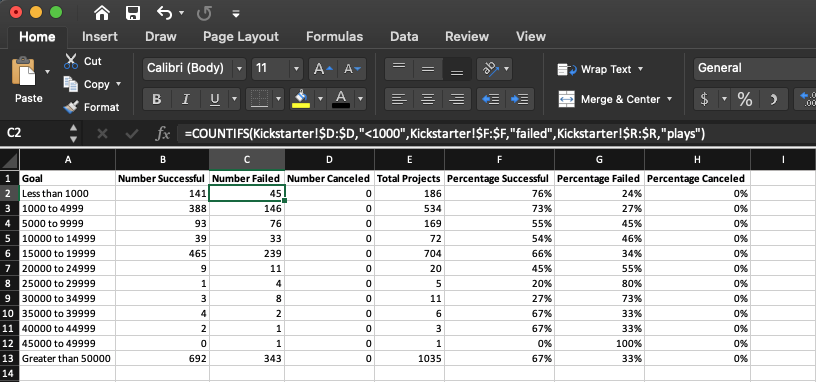 Home Insert Draw Page Layout Formulas Data Review View
Paste
Cut
Copy
Format
Calibri (Body) 11 A A
B I U A
Wrap Text
Merge & Center
General
$ % .00
C2 fx =COUNTIFS(Kickstarter!$D:$D,"<1000",Kickstarter!$F:$F,"failed",Kickstarter!$R:$R,"plays")
A B C D E F G H I
1 Goal Number Successful Number Failed Number Canceled Total Projects Percentage Successful Percentage Failed Percentage Canceled
2 Less than 1000 141 45 0 186 76% 24% 0%
3 1000 to 4999 388 146 0 534 73% 27% 0%
4 5000 to 9999 93 76 0 169 55% 45% 0%
5 10000 to 14999 39 33 0 72 54% 46% 0%
6 15000 to 19999 465 239 0 704 66% 34% 0%
7 20000 to 24999 9 11 0 20 45% 55% 0%
8 25000 to 29999 1 4 0 5 20% 80% 0%
9 30000 to 34999 3 8 0 11 27% 73% 0%
10 35000 to 39999 4 2 0 6 67% 33% 0%
11 40000 to 44999 2 1 0 3 67% 33% 0%
12 45000 to 49999 0 1 0 1 0% 100% 0%
13 Greater than 50000 692 343 0 1035 67% 33% 0%
14